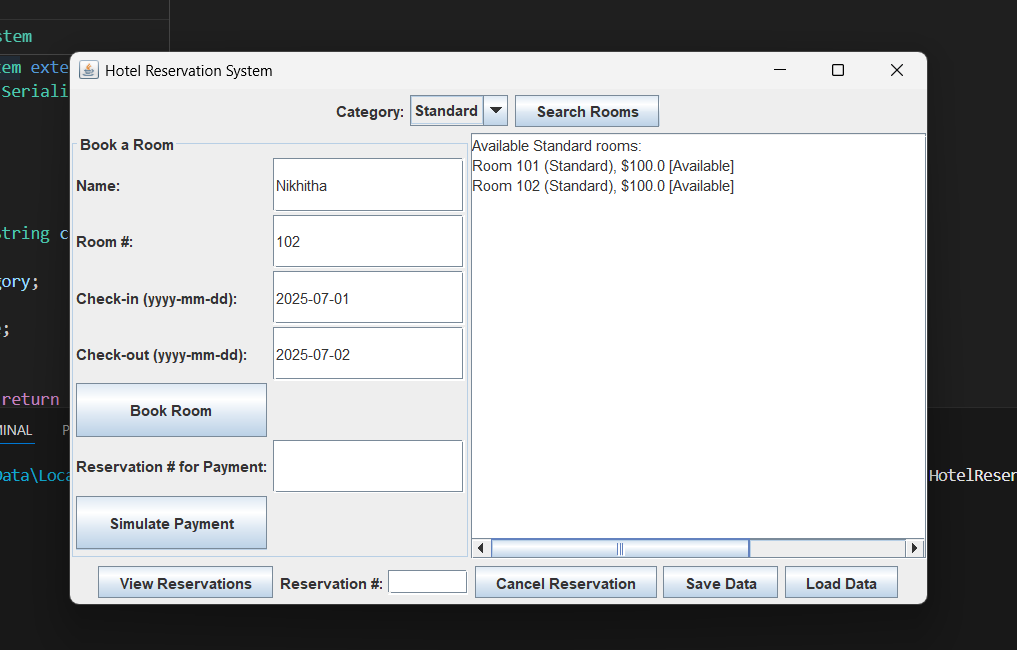 stem
Hotel Reservation System
em exte
Seriali
Category: Standard Search Rooms
Book a Room
Name: Nikhitha
Room #: 102
Check-in (yyyy-mm-dd): 2025-07-01
Check-out (yyyy-mm-dd): 2025-07-02
Book Room
Reservation # for Payment:
Simulate Payment
Available Standard rooms:
Room 101 (Standard), $100.0 [Available]
Room 102 (Standard), $100.0 [Available]
View Reservations Reservation #: Cancel Reservation Save Data Load Data
string c
gory;
;
return
MINAL P
Data\Loca
HotelReser